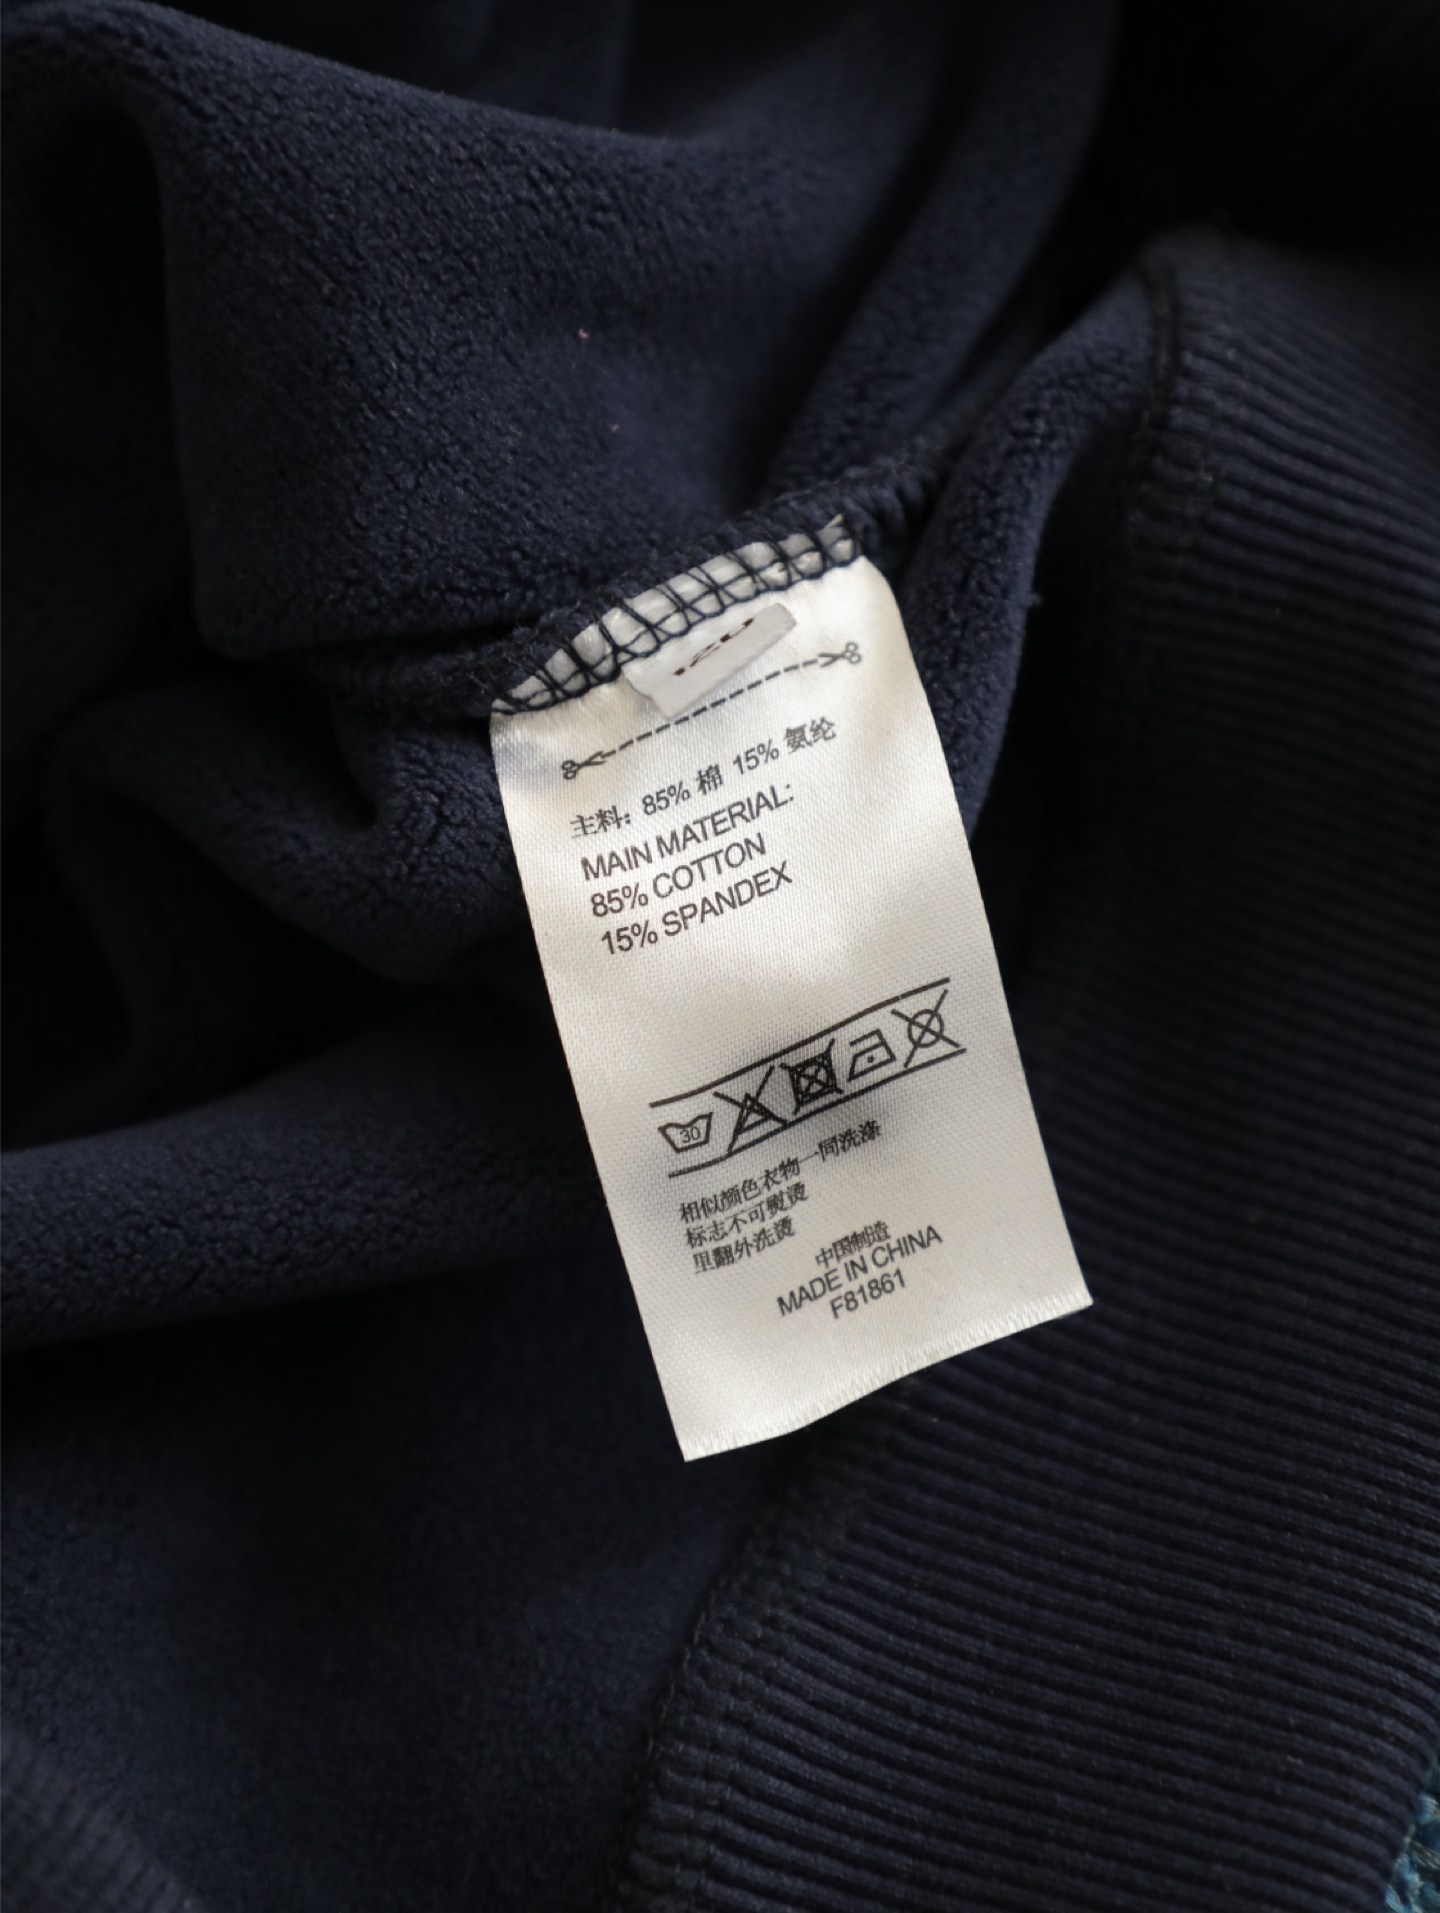 120
主料: 85% 棉 15% 氨纶
MAIN MATERIAL:
85% COTTON
15% SPANDEX
30
相似颜色衣物一同洗涤
标志不可熨烫
里翻外洗烫
中国制造
MADE IN CHINA
F81861